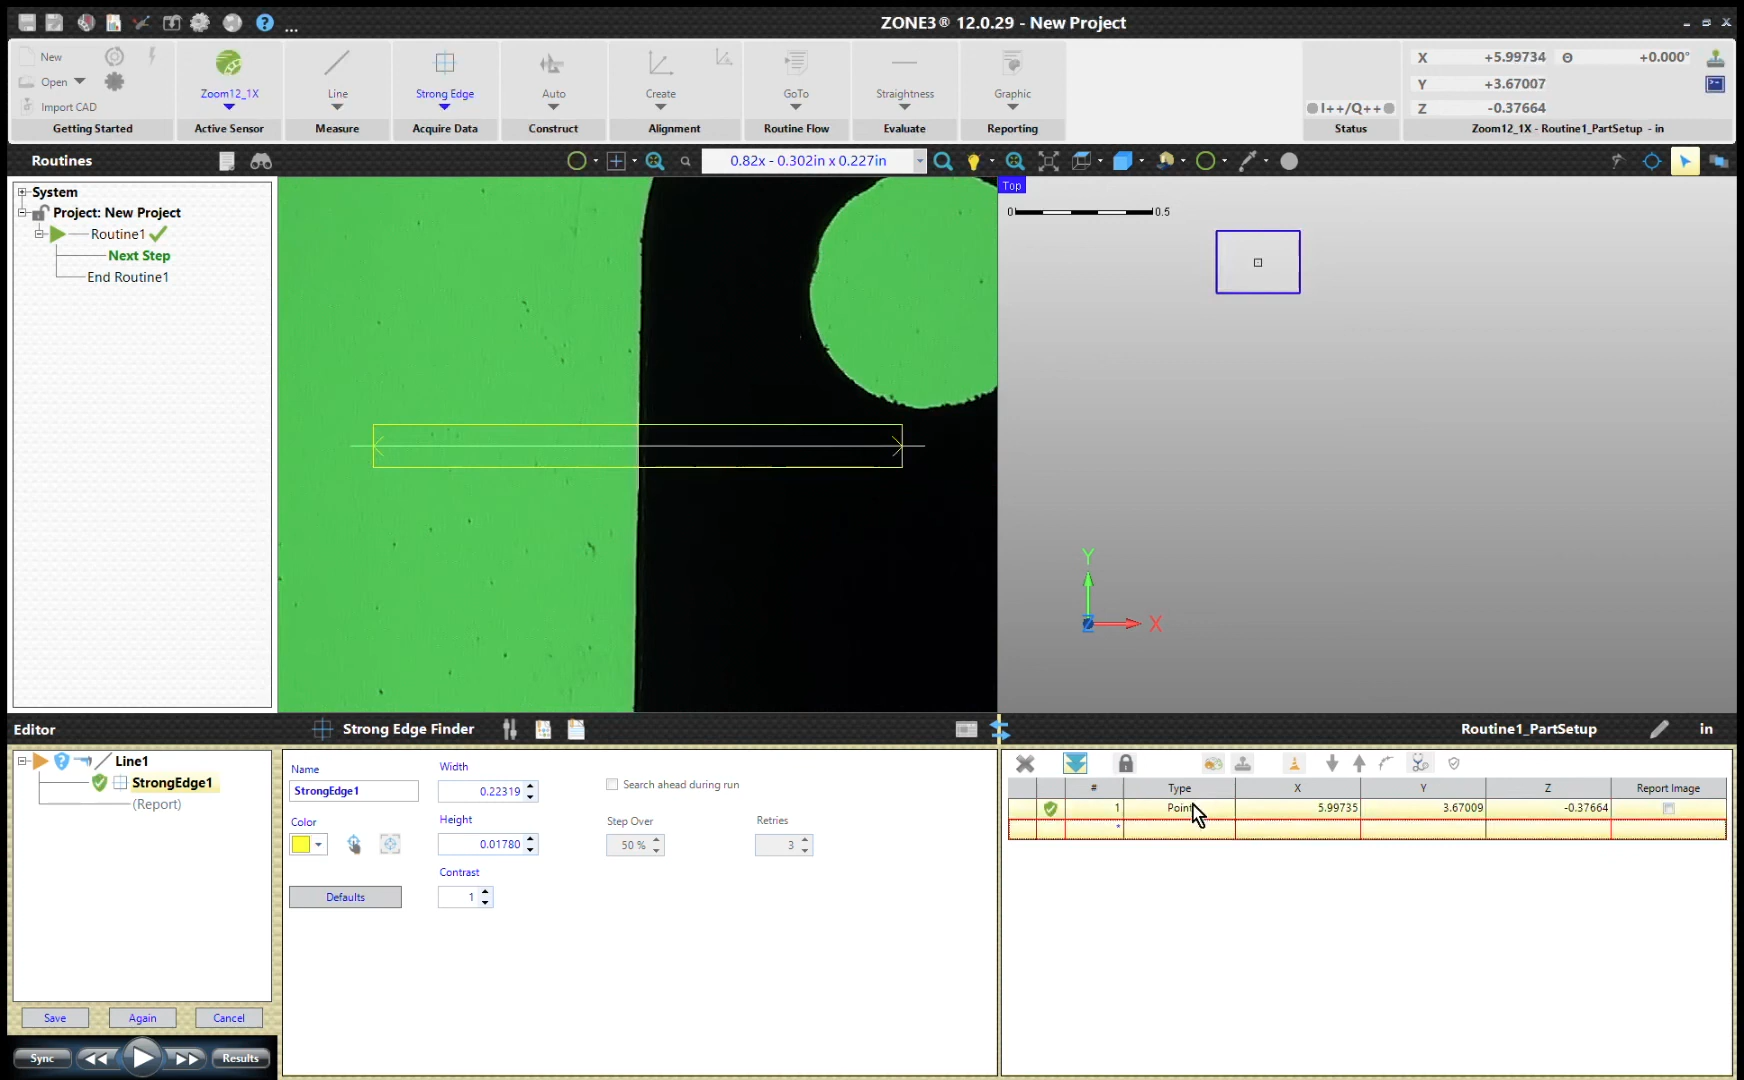 ZONE3® 12.0.29 - New Project
...
New
Open
Import CAD
Getting Started
Zoom12_1X
Active Sensor
Line
Measure
Strong Edge
Acquire Data
Auto
Construct
Create
Alignment
GoTo
Routine Flow
Straightness
Evaluate
Graphic
Reporting
I++/Q++
Status
X +5.99734 Θ +0.000°
Y +3.67007
Z -0.37664
Zoom12_1X - Routine1_PartSetup - in
Routines
0.82x - 0.302in x 0.227in
System
Project: New Project
Routine1
Next Step
End Routine1
Top
0 0.5
Y
Z X
Editor
Strong Edge Finder
Routine1_PartSetup in
Line1
StrongEdge1
(Report)
Name
StrongEdge1
Color
Defaults
Width
0.22319
Height
0.01780
Contrast
1
Search ahead during run
Step Over Retries
50 % 3
# Type X Y Z Report Image
1 Point 5.99735 3.67009 -0.37664
*
Save Again Cancel
Sync Results